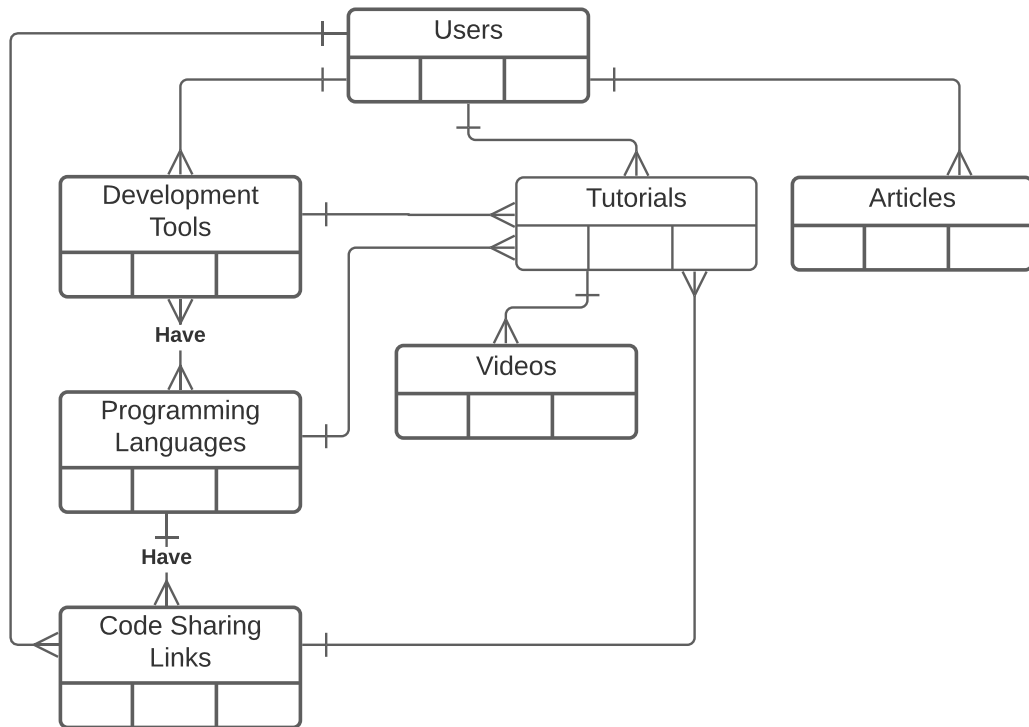 Users
Development
Tools
Tutorials
Articles
Have
Videos
Programming
Languages
Have
Code Sharing
Links